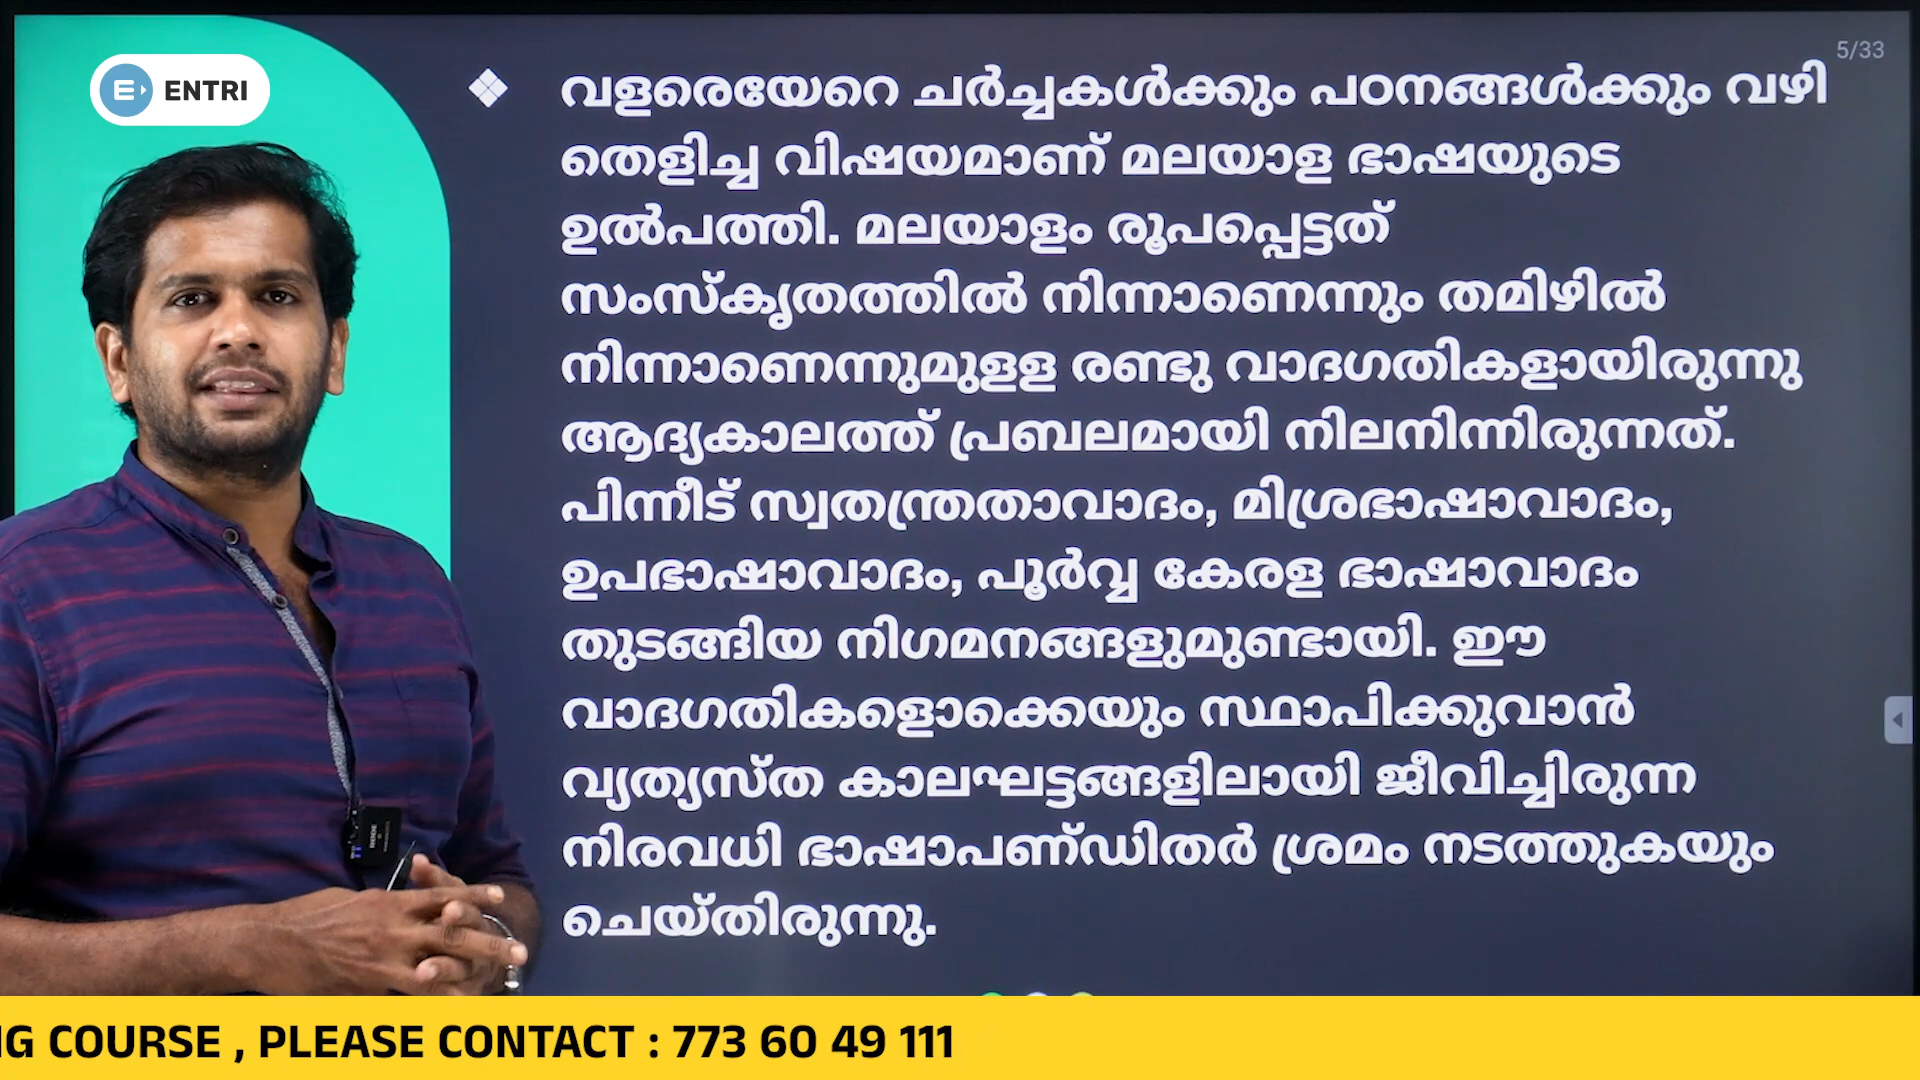 ENTRI
5/33
❖ വളരെയേറെ ചർച്ചകൾക്കും പഠനങ്ങൾക്കും വഴി
തെളിച്ച വിഷയമാണ് മലയാള ഭാഷയുടെ
ഉൽപത്തി. മലയാളം രൂപപ്പെട്ടത്
സംസ്കൃതത്തിൽ നിന്നാണെന്നും തമിഴിൽ
നിന്നാണെന്നുമുളള രണ്ടു വാദഗതികളായിരുന്നു
ആദ്യകാലത്ത് പ്രബലമായി നിലനിന്നിരുന്നത്.
പിന്നീട് സ്വതന്ത്രതാവാദം, മിശ്രഭാഷാവാദം,
ഉപഭാഷാവാദം, പൂർവ്വ കേരള ഭാഷാവാദം
തുടങ്ങിയ നിഗമനങ്ങളുമുണ്ടായി. ഈ
വാദഗതികളൊക്കെയും സ്ഥാപിക്കുവാൻ
വ്യത്യസ്ത കാലഘട്ടങ്ങളിലായി ജീവിച്ചിരുന്ന
നിരവധി ഭാഷാപണ്ഡിതർ ശ്രമം നടത്തുകയും
ചെയ്തിരുന്നു.
NG COURSE , PLEASE CONTACT : 773 60 49 111